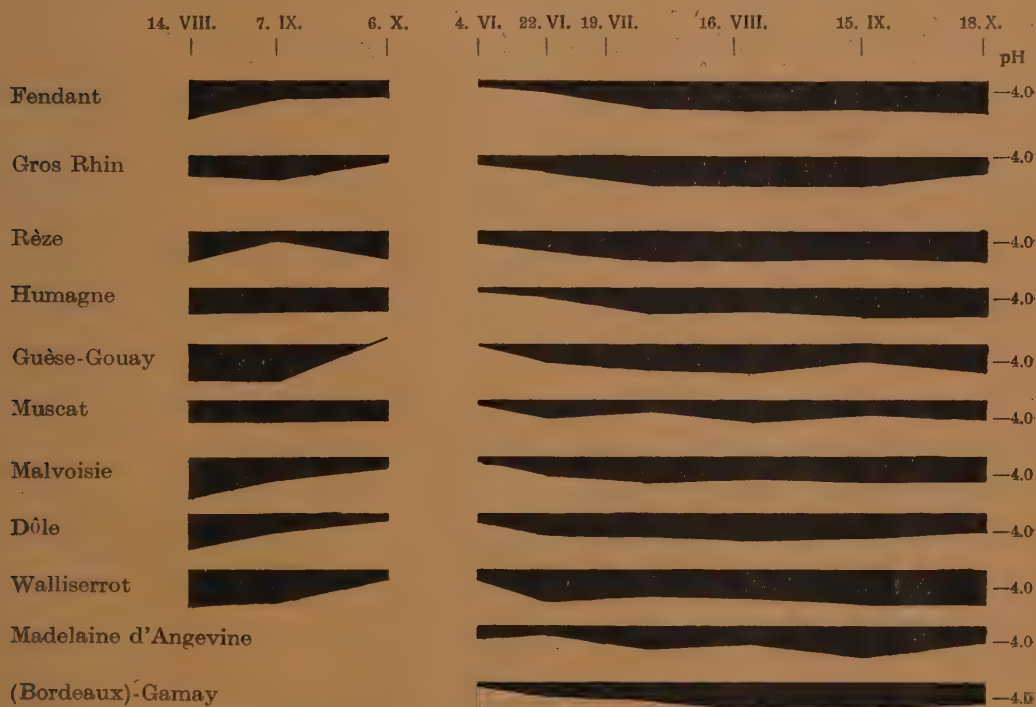 14. VIII. 7. IX. 6. X. 4. VI. 22. VI. 19. VII. 16. VIII. 15. IX. 18. X.
pH
Fendant —4.0
Gros Rhin —4.0
Rèze —4.0
Humagne —4.0
Guèse-Gouay —4.0
Muscat —4.0
Malvoisie —4.0
Dôle —4.0
Walliserrot —4.0
Madelaine d'Angevine —4.0
(Bordeaux)-Gamay —4.0